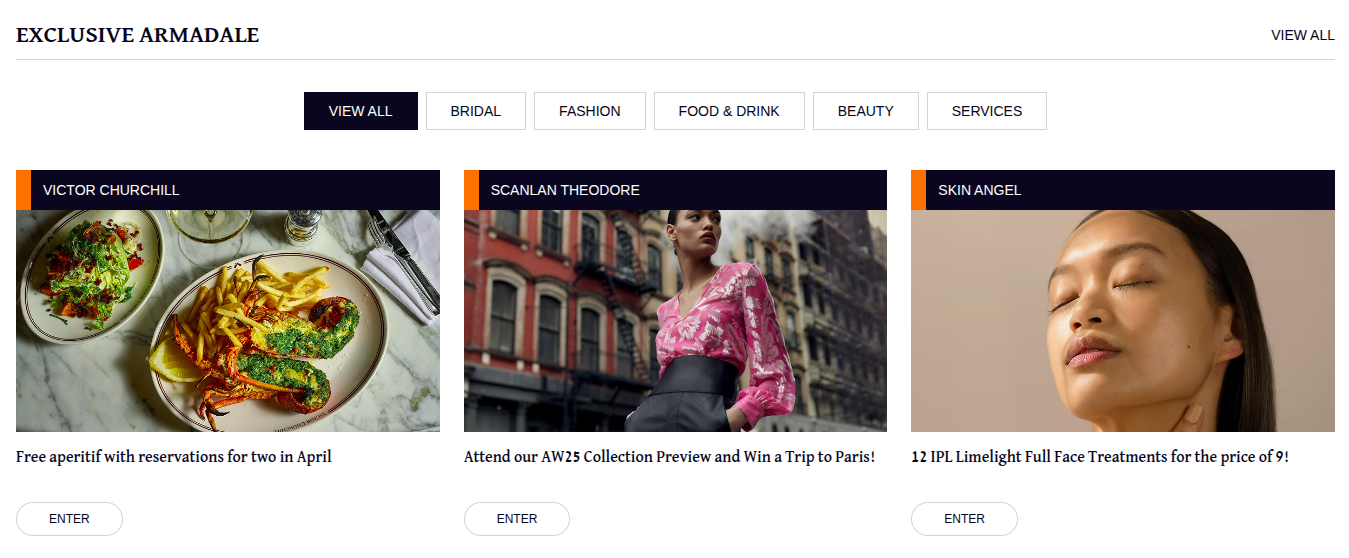 EXCLUSIVE ARMADALE
VIEW ALL
VIEW ALL
BRIDAL
FASHION
FOOD & DRINK
BEAUTY
SERVICES
VICTOR CHURCHILL
SCANLAN THEODORE
SKIN ANGEL
VICTOR CHURCHILL
Free aperitif with reservations for two in April
Attend our AW25 Collection Preview and Win a Trip to Paris!
12 IPL Limelight Full Face Treatments for the price of 9!
ENTER
ENTER
ENTER